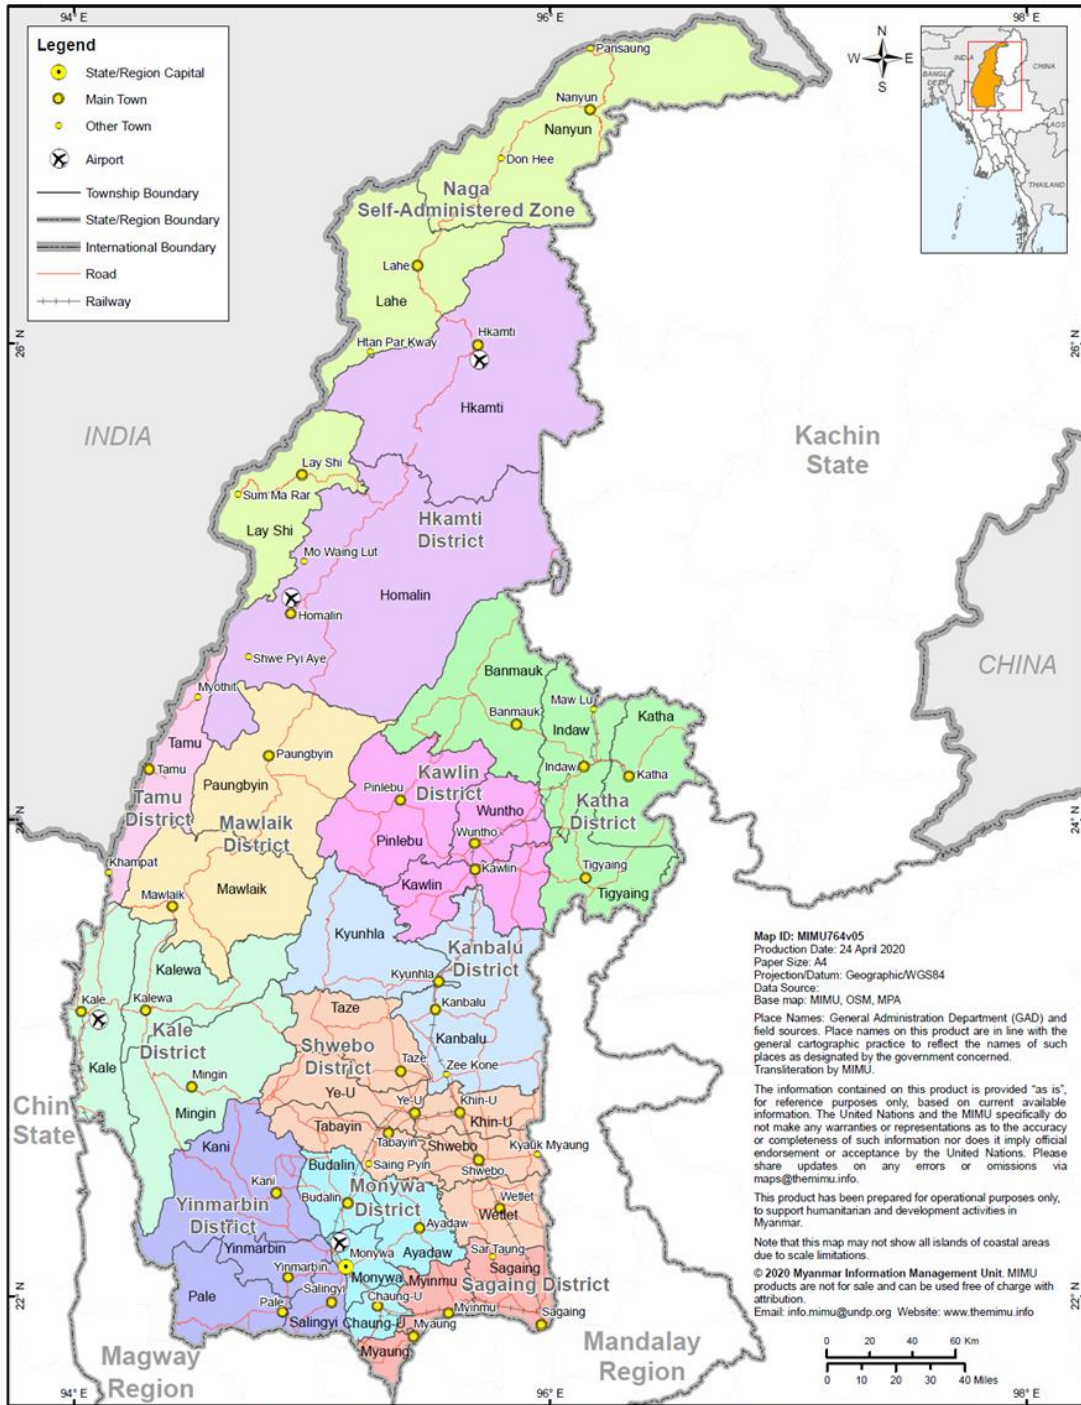 94° E
96° E
98° E
Legend
State/Region Capital
Main Town
Other Town
Airport
Township Boundary
State/Region Boundary
International Boundary
Road
Railway
N
W
E
S
INDIA
CHINA
BANGLA
DESH
LAOS
THAILAND
Pansaung
Nanyun
Nanyun
Don Hee
Naga
Self-Administered Zone
Lahe
Lahe
26° N
26° N
Htan Par Kway
Hkamti
Hkamti
INDIA
Kachin
State
Lay Shi
Sum Ma Rar
Lay Shi
Hkamti
District
Mo Waing Lut
Homalin
Homalin
Shwe Pyi Aye
CHINA
Myothit
Banmauk
Maw Lu
Katha
Banmauk
Indaw
Tamu
Tamu
Paungbyin
Paungbyin
Indaw
Katha
Kawlin
District
Pinlebu
Wuntho
Tamu
District
Katha
District
Mawlaik
District
24° N
24° N
Pinlebu
Wuntho
Khampat
Kawlin
Tigyaing
Kawlin
Tigyaing
Mawlaik
Mawlaik
Kyunhla
Kanbalu
District
Kalewa
Kyunhla
Kale
Kalewa
Taze
Kanbalu
Kale
District
Kanbalu
Shwebo
District
Kale
Taze
Zee Kone
Mingin
Ye-U
Mingin
Chin
State
Ye-U
Khin-U
Khin-U
Tabayin
Tabayin
Shwebo
Kyauk Myaung
Kani
Budalin
Saing Pyin
Shwebo
Kani
Budalin
Monywa
District
Wetlet
Wetlet
Yinmarbin
District
Ayadaw
Ayadaw
Yinmarbin
Monywa
Sar Taung
Sagaing
Yinmarbin
Monywa
Myinmu
Sagaing District
Pale
Salingyi
Chaung-U
Pale
Salingyi
Chaung-U
Myinmu
Sagaing
Myaung
Myaung
22° N
22° N
Magway
Region
Mandalay
Region
Map ID: MIMU764v05
Production Date: 24 April 2020
Paper Size: A4
Projection/Datum: Geographic/WGS84
Data Source:
Base map: MIMU, OSM, MPA
Place Names: General Administration Department (GAD) and
field sources. Place names on this product are in line with the
general cartographic practice to reflect the names of such
places as designated by the government concerned.
Transliteration by MIMU.
The information contained on this product is provided "as is",
for reference purposes only, based on current available
information. The United Nations and the MIMU specifically do
not make any warranties or representations as to the accuracy
or completeness of such information nor does it imply official
endorsement or acceptance by the United Nations. Please
share updates on any errors or omissions via
maps@themimu.info.
This product has been prepared for operational purposes only,
to support humanitarian and development activities in
Myanmar.
Note that this map may not show all islands of coastal areas
due to scale limitations.
© 2020 Myanmar Information Management Unit. MIMU
products are not for sale and can be used free of charge with
attribution.
Email: info.mimu@undp.org Website: www.themimu.info
0 20 40 60 Km
0 10 20 30 40 Miles
94° E
96° E
98° E